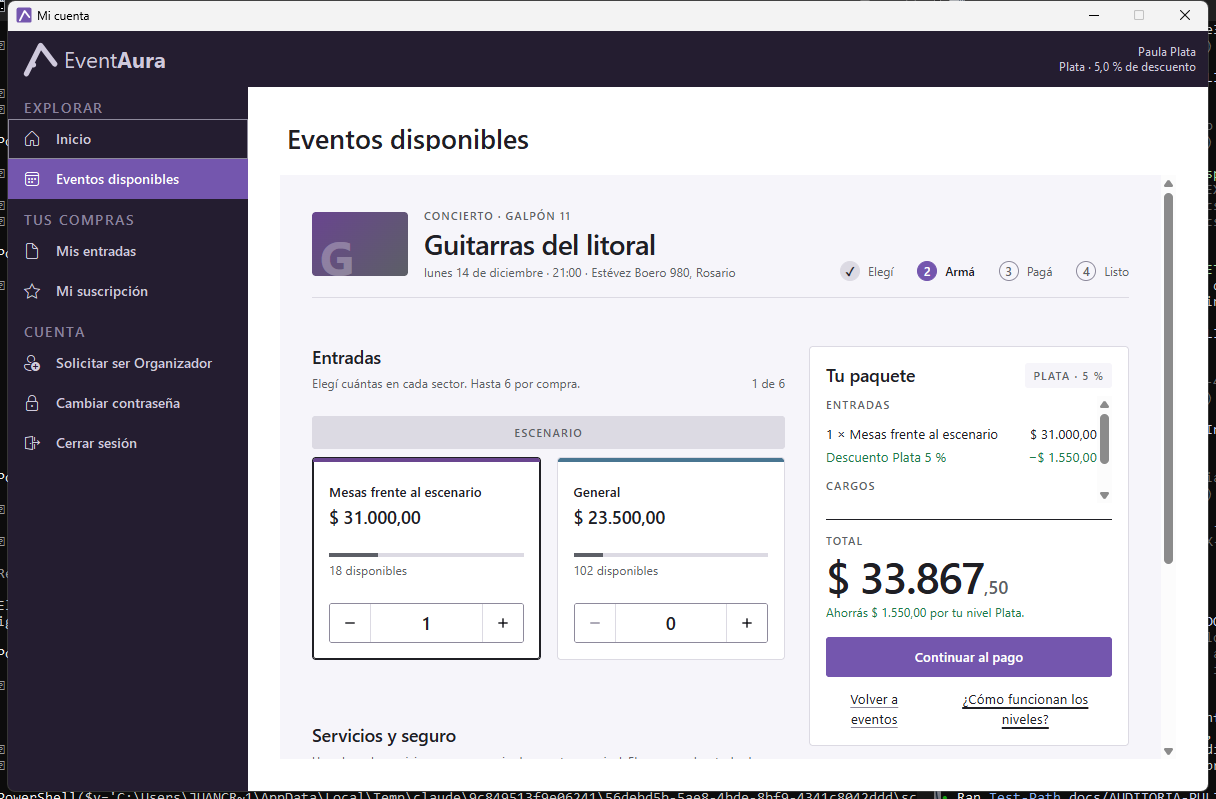 Mi cuenta
EventAura
Paula Plata
Plata · 5,0 % de descuento
EXPLORAR
Inicio
Eventos disponibles
TUS COMPRAS
Mis entradas
Mi suscripción
CUENTA
Solicitar ser Organizador
Cambiar contraseña
Cerrar sesión
Eventos disponibles
G
CONCIERTO · GALPÓN 11
Guitarras del litoral
lunes 14 de diciembre · 21:00 · Estévez Boero 980, Rosario
✓ Elegí 2 Armá 3 Pagá 4 Listo
Entradas
Elegí cuántas en cada sector. Hasta 6 por compra. 1 de 6
ESCENARIO
Mesas frente al escenario
$ 31.000,00
18 disponibles
− 1 +
General
$ 23.500,00
102 disponibles
− 0 +
Servicios y seguro
Tu paquete
PLATA · 5 %
ENTRADAS
1 × Mesas frente al escenario $ 31.000,00
Descuento Plata 5 % −$ 1.550,00
CARGOS
TOTAL
$ 33.867,50
Ahorrás $ 1.550,00 por tu nivel Plata.
Continuar al pago
Volver a
eventos
¿Cómo funcionan los
niveles?